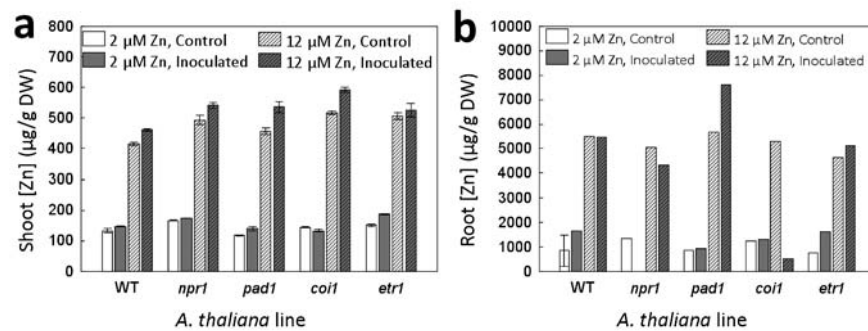 a
2 μM Zn, Control
2 μM Zn, Inoculated
12 μM Zn, Control
12 μM Zn, Inoculated
Shoot [Zn] (μg/g DW)
800
700
600
500
400
300
200
100
0
WT npr1 pad1 coi1 etr1
A. thaliana line
b
2 μM Zn, Control
2 μM Zn, Inoculated
12 μM Zn, Control
12 μM Zn, Inoculated
Root [Zn] (μg/g DW)
10000
9000
8000
7000
6000
5000
4000
3000
2000
1000
0
WT npr1 pad1 coi1 etr1
A. thaliana line